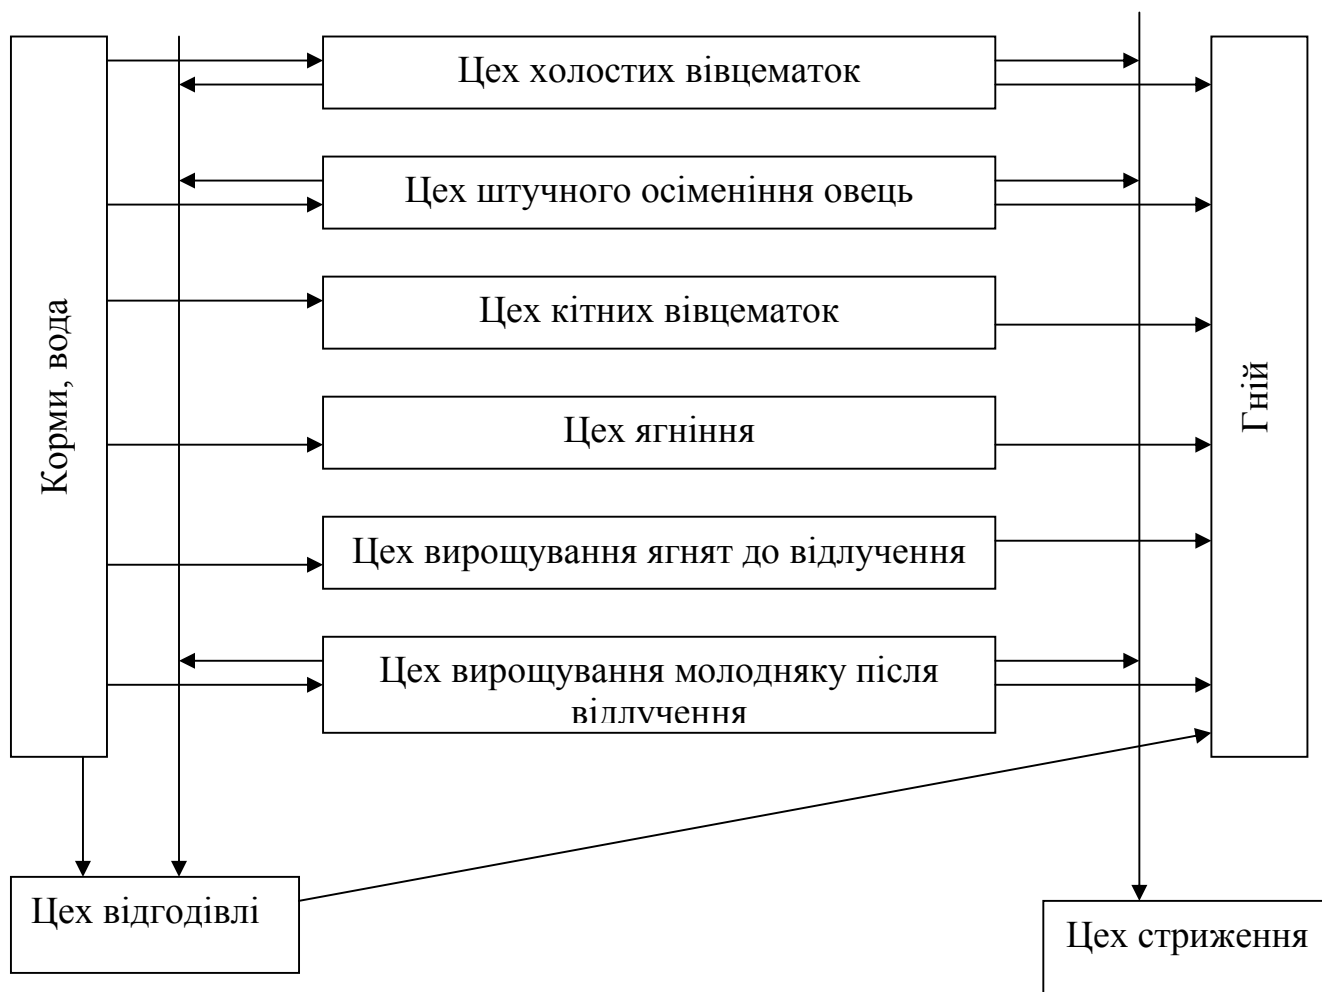 Цех холостих вівцематок
Цех штучного осіменіння овець
Цех кітних вівцематок
Цех ягніння
Цех вирощування ягнят до відлучення
Цех вирощування молодняку після
відлучення
Корми, вода
Гній
Цех відгодівлі
Цех стриження